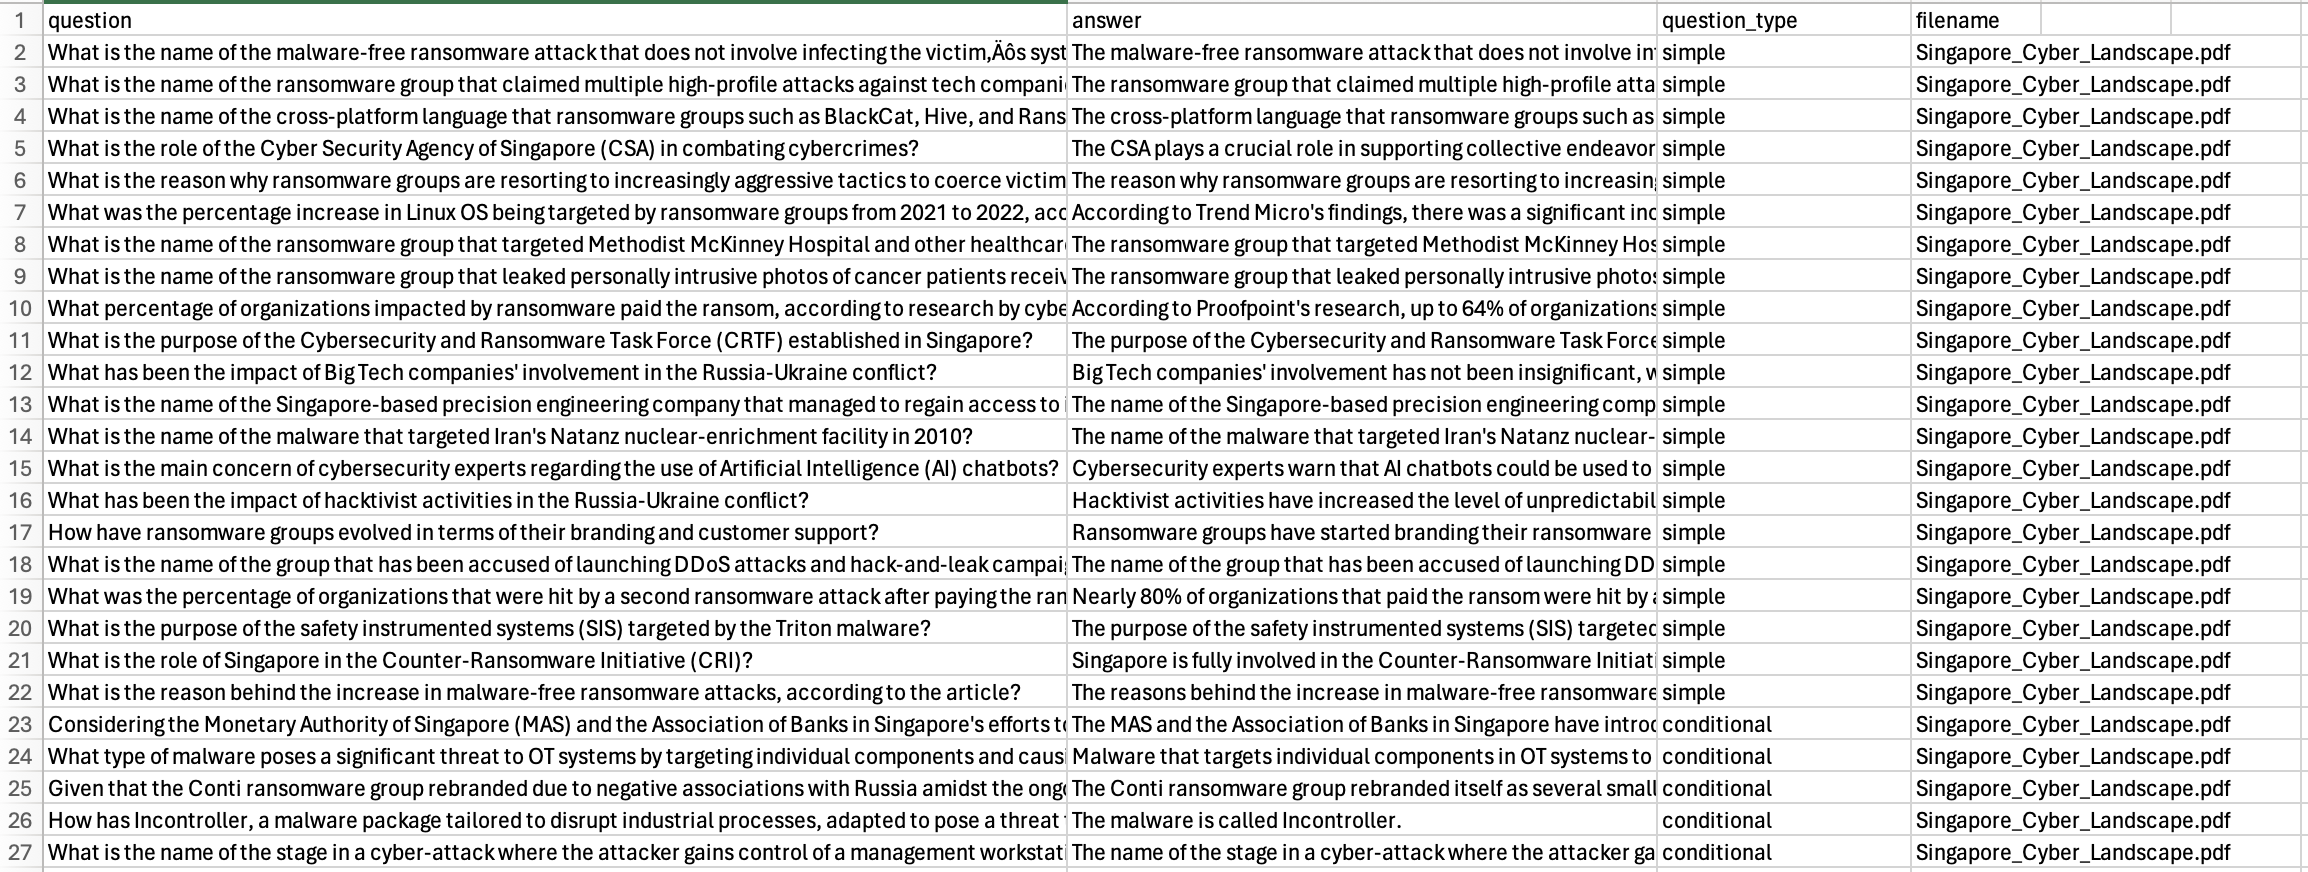 1 question answer question_type filename
2 What is the name of the malware-free ransomware attack that does not involve infecting the victim‚Äôs syst The malware-free ransomware attack that does not involve in simple Singapore_Cyber_Landscape.pdf
3 What is the name of the ransomware group that claimed multiple high-profile attacks against tech compani The ransomware group that claimed multiple high-profile atta simple Singapore_Cyber_Landscape.pdf
4 What is the name of the cross-platform language that ransomware groups such as BlackCat, Hive, and Rans The cross-platform language that ransomware groups such as simple Singapore_Cyber_Landscape.pdf
5 What is the role of the Cyber Security Agency of Singapore (CSA) in combating cybercrimes? The CSA plays a crucial role in supporting collective endeavor simple Singapore_Cyber_Landscape.pdf
6 What is the reason why ransomware groups are resorting to increasingly aggressive tactics to coerce victim The reason why ransomware groups are resorting to increasing simple Singapore_Cyber_Landscape.pdf
7 What was the percentage increase in Linux OS being targeted by ransomware groups from 2021 to 2022, acc According to Trend Micro's findings, there was a significant inc simple Singapore_Cyber_Landscape.pdf
8 What is the name of the ransomware group that targeted Methodist McKinney Hospital and other healthcar The ransomware group that targeted Methodist McKinney Hos simple Singapore_Cyber_Landscape.pdf
9 What is the name of the ransomware group that leaked personally intrusive photos of cancer patients receiv The ransomware group that leaked personally intrusive photos simple Singapore_Cyber_Landscape.pdf
10 What percentage of organizations impacted by ransomware paid the ransom, according to research by cybe According to Proofpoint's research, up to 64% of organizations simple Singapore_Cyber_Landscape.pdf
11 What is the purpose of the Cybersecurity and Ransomware Task Force (CRTF) established in Singapore? The purpose of the Cybersecurity and Ransomware Task Force simple Singapore_Cyber_Landscape.pdf
12 What has been the impact of Big Tech companies' involvement in the Russia-Ukraine conflict? Big Tech companies' involvement has not been insignificant, w simple Singapore_Cyber_Landscape.pdf
13 What is the name of the Singapore-based precision engineering company that managed to regain access to i The name of the Singapore-based precision engineering comp simple Singapore_Cyber_Landscape.pdf
14 What is the name of the malware that targeted Iran's Natanz nuclear-enrichment facility in 2010? The name of the malware that targeted Iran's Natanz nuclear- simple Singapore_Cyber_Landscape.pdf
15 What is the main concern of cybersecurity experts regarding the use of Artificial Intelligence (AI) chatbots? Cybersecurity experts warn that AI chatbots could be used to simple Singapore_Cyber_Landscape.pdf
16 What has been the impact of hacktivist activities in the Russia-Ukraine conflict? Hacktivist activities have increased the level of unpredictabil simple Singapore_Cyber_Landscape.pdf
17 How have ransomware groups evolved in terms of their branding and customer support? Ransomware groups have started branding their ransomware simple Singapore_Cyber_Landscape.pdf
18 What is the name of the group that has been accused of launching DDoS attacks and hack-and-leak campaig The name of the group that has been accused of launching DD simple Singapore_Cyber_Landscape.pdf
19 What was the percentage of organizations that were hit by a second ransomware attack after paying the ran Nearly 80% of organizations that paid the ransom were hit by a simple Singapore_Cyber_Landscape.pdf
20 What is the purpose of the safety instrumented systems (SIS) targeted by the Triton malware? The purpose of the safety instrumented systems (SIS) targeted simple Singapore_Cyber_Landscape.pdf
21 What is the role of Singapore in the Counter-Ransomware Initiative (CRI)? Singapore is fully involved in the Counter-Ransomware Initiati simple Singapore_Cyber_Landscape.pdf
22 What is the reason behind the increase in malware-free ransomware attacks, according to the article? The reasons behind the increase in malware-free ransomware simple Singapore_Cyber_Landscape.pdf
23 Considering the Monetary Authority of Singapore (MAS) and the Association of Banks in Singapore's efforts to The MAS and the Association of Banks in Singapore have introd conditional Singapore_Cyber_Landscape.pdf
24 What type of malware poses a significant threat to OT systems by targeting individual components and causi Malware that targets individual components in OT systems to conditional Singapore_Cyber_Landscape.pdf
25 Given that the Conti ransomware group rebranded due to negative associations with Russia amidst the ongo The Conti ransomware group rebranded itself as several small conditional Singapore_Cyber_Landscape.pdf
26 How has Incontroller, a malware package tailored to disrupt industrial processes, adapted to pose a threat The malware is called Incontroller. conditional Singapore_Cyber_Landscape.pdf
27 What is the name of the stage in a cyber-attack where the attacker gains control of a management workstati The name of the stage in a cyber-attack where the attacker ga conditional Singapore_Cyber_Landscape.pdf